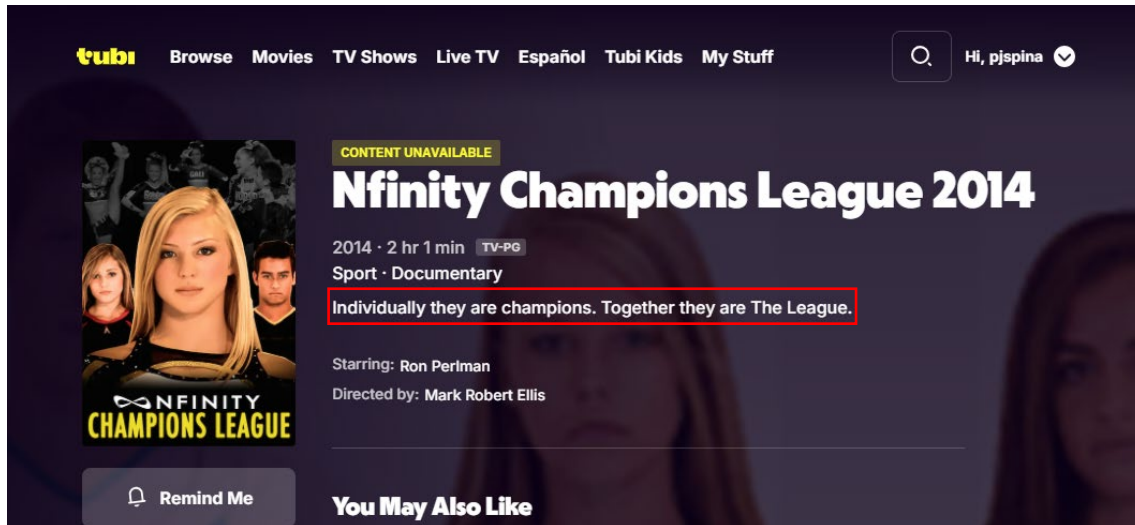 tubi Browse Movies TV Shows Live TV Español Tubi Kids My Stuff Hi, pjspina
CONTENT UNAVAILABLE
Nfinity Champions League 2014
2014 · 2 hr 1 min TV-PG
Sport · Documentary
Individually they are champions. Together they are The League.
Starring: Ron Perlman
Directed by: Mark Robert Ellis
NFINITY
CHAMPIONS LEAGUE
Remind Me
You May Also Like